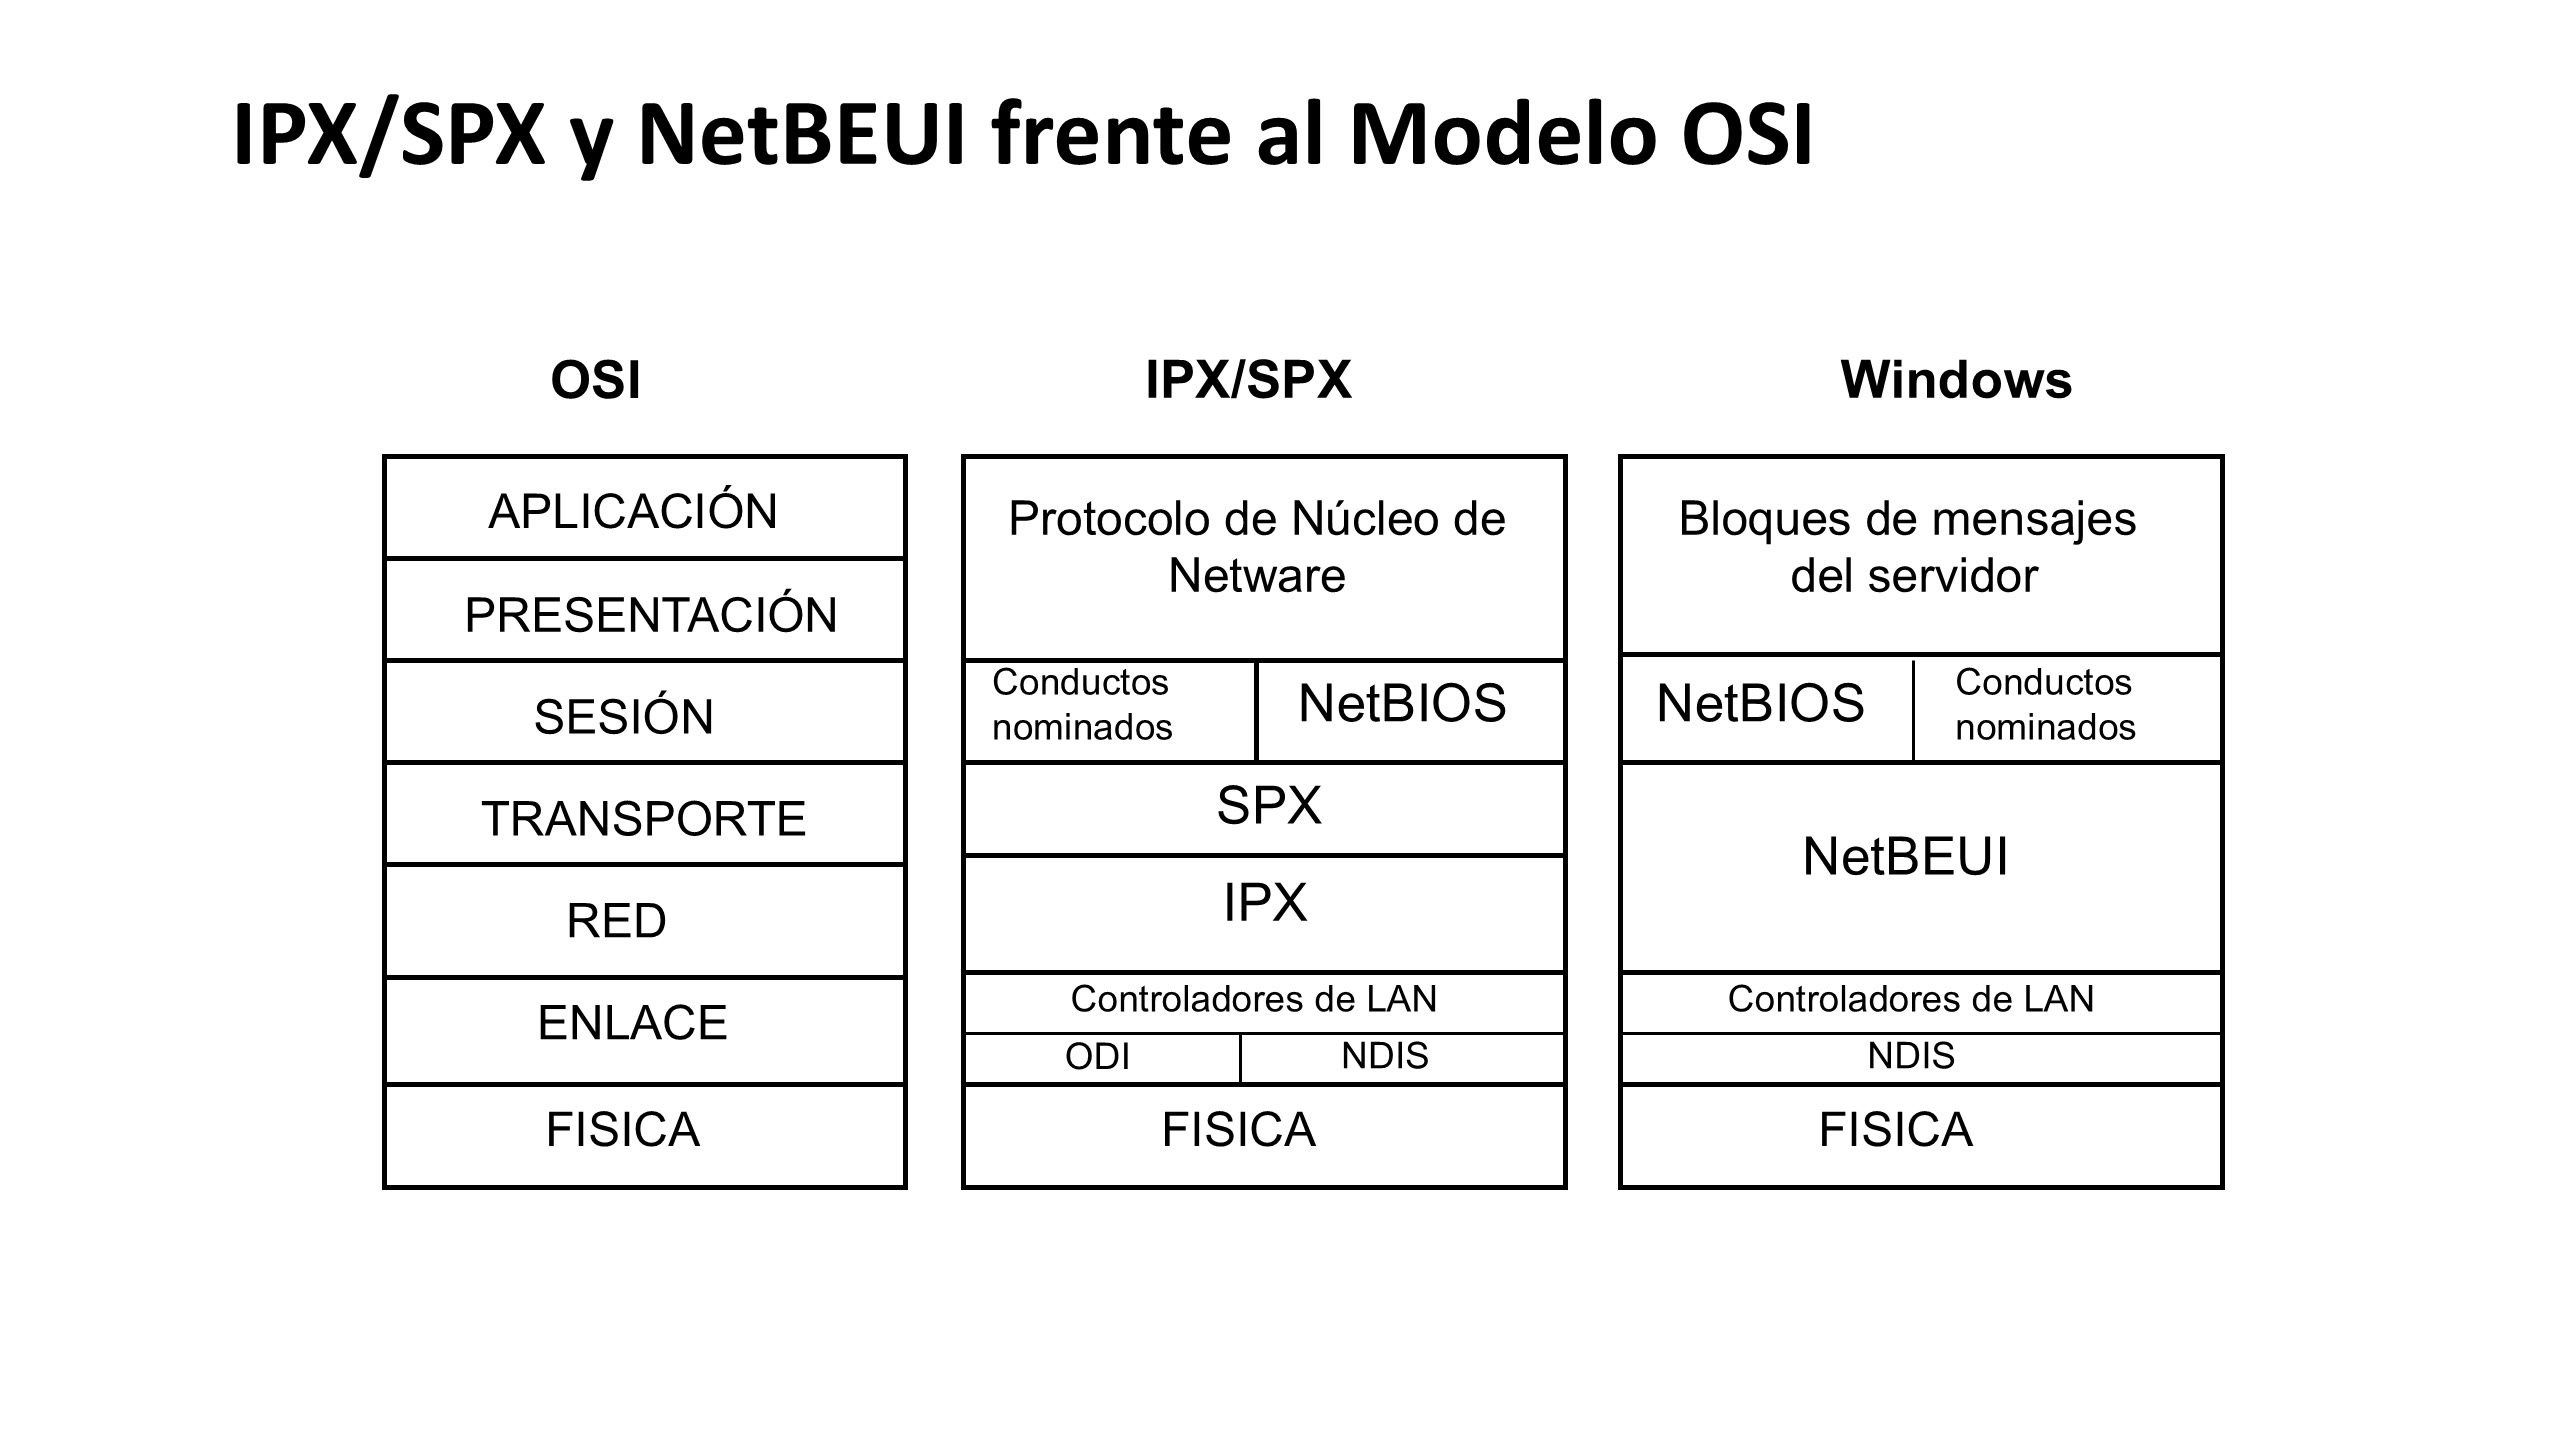 IPX/SPX y NetBEUI frente al Modelo OSI
OSI
APLICACIÓN
PRESENTACIÓN
SESIÓN
TRANSPORTE
RED
ENLACE
FISICA
IPX/SPX
Protocolo de Núcleo de
Netware
Conductos
nominados
NetBIOS
SPX
IPX
Controladores de LAN
ODI
NDIS
FISICA
Windows
Bloques de mensajes
del servidor
NetBIOS
Conductos
nominados
NetBEUI
Controladores de LAN
NDIS
FISICA